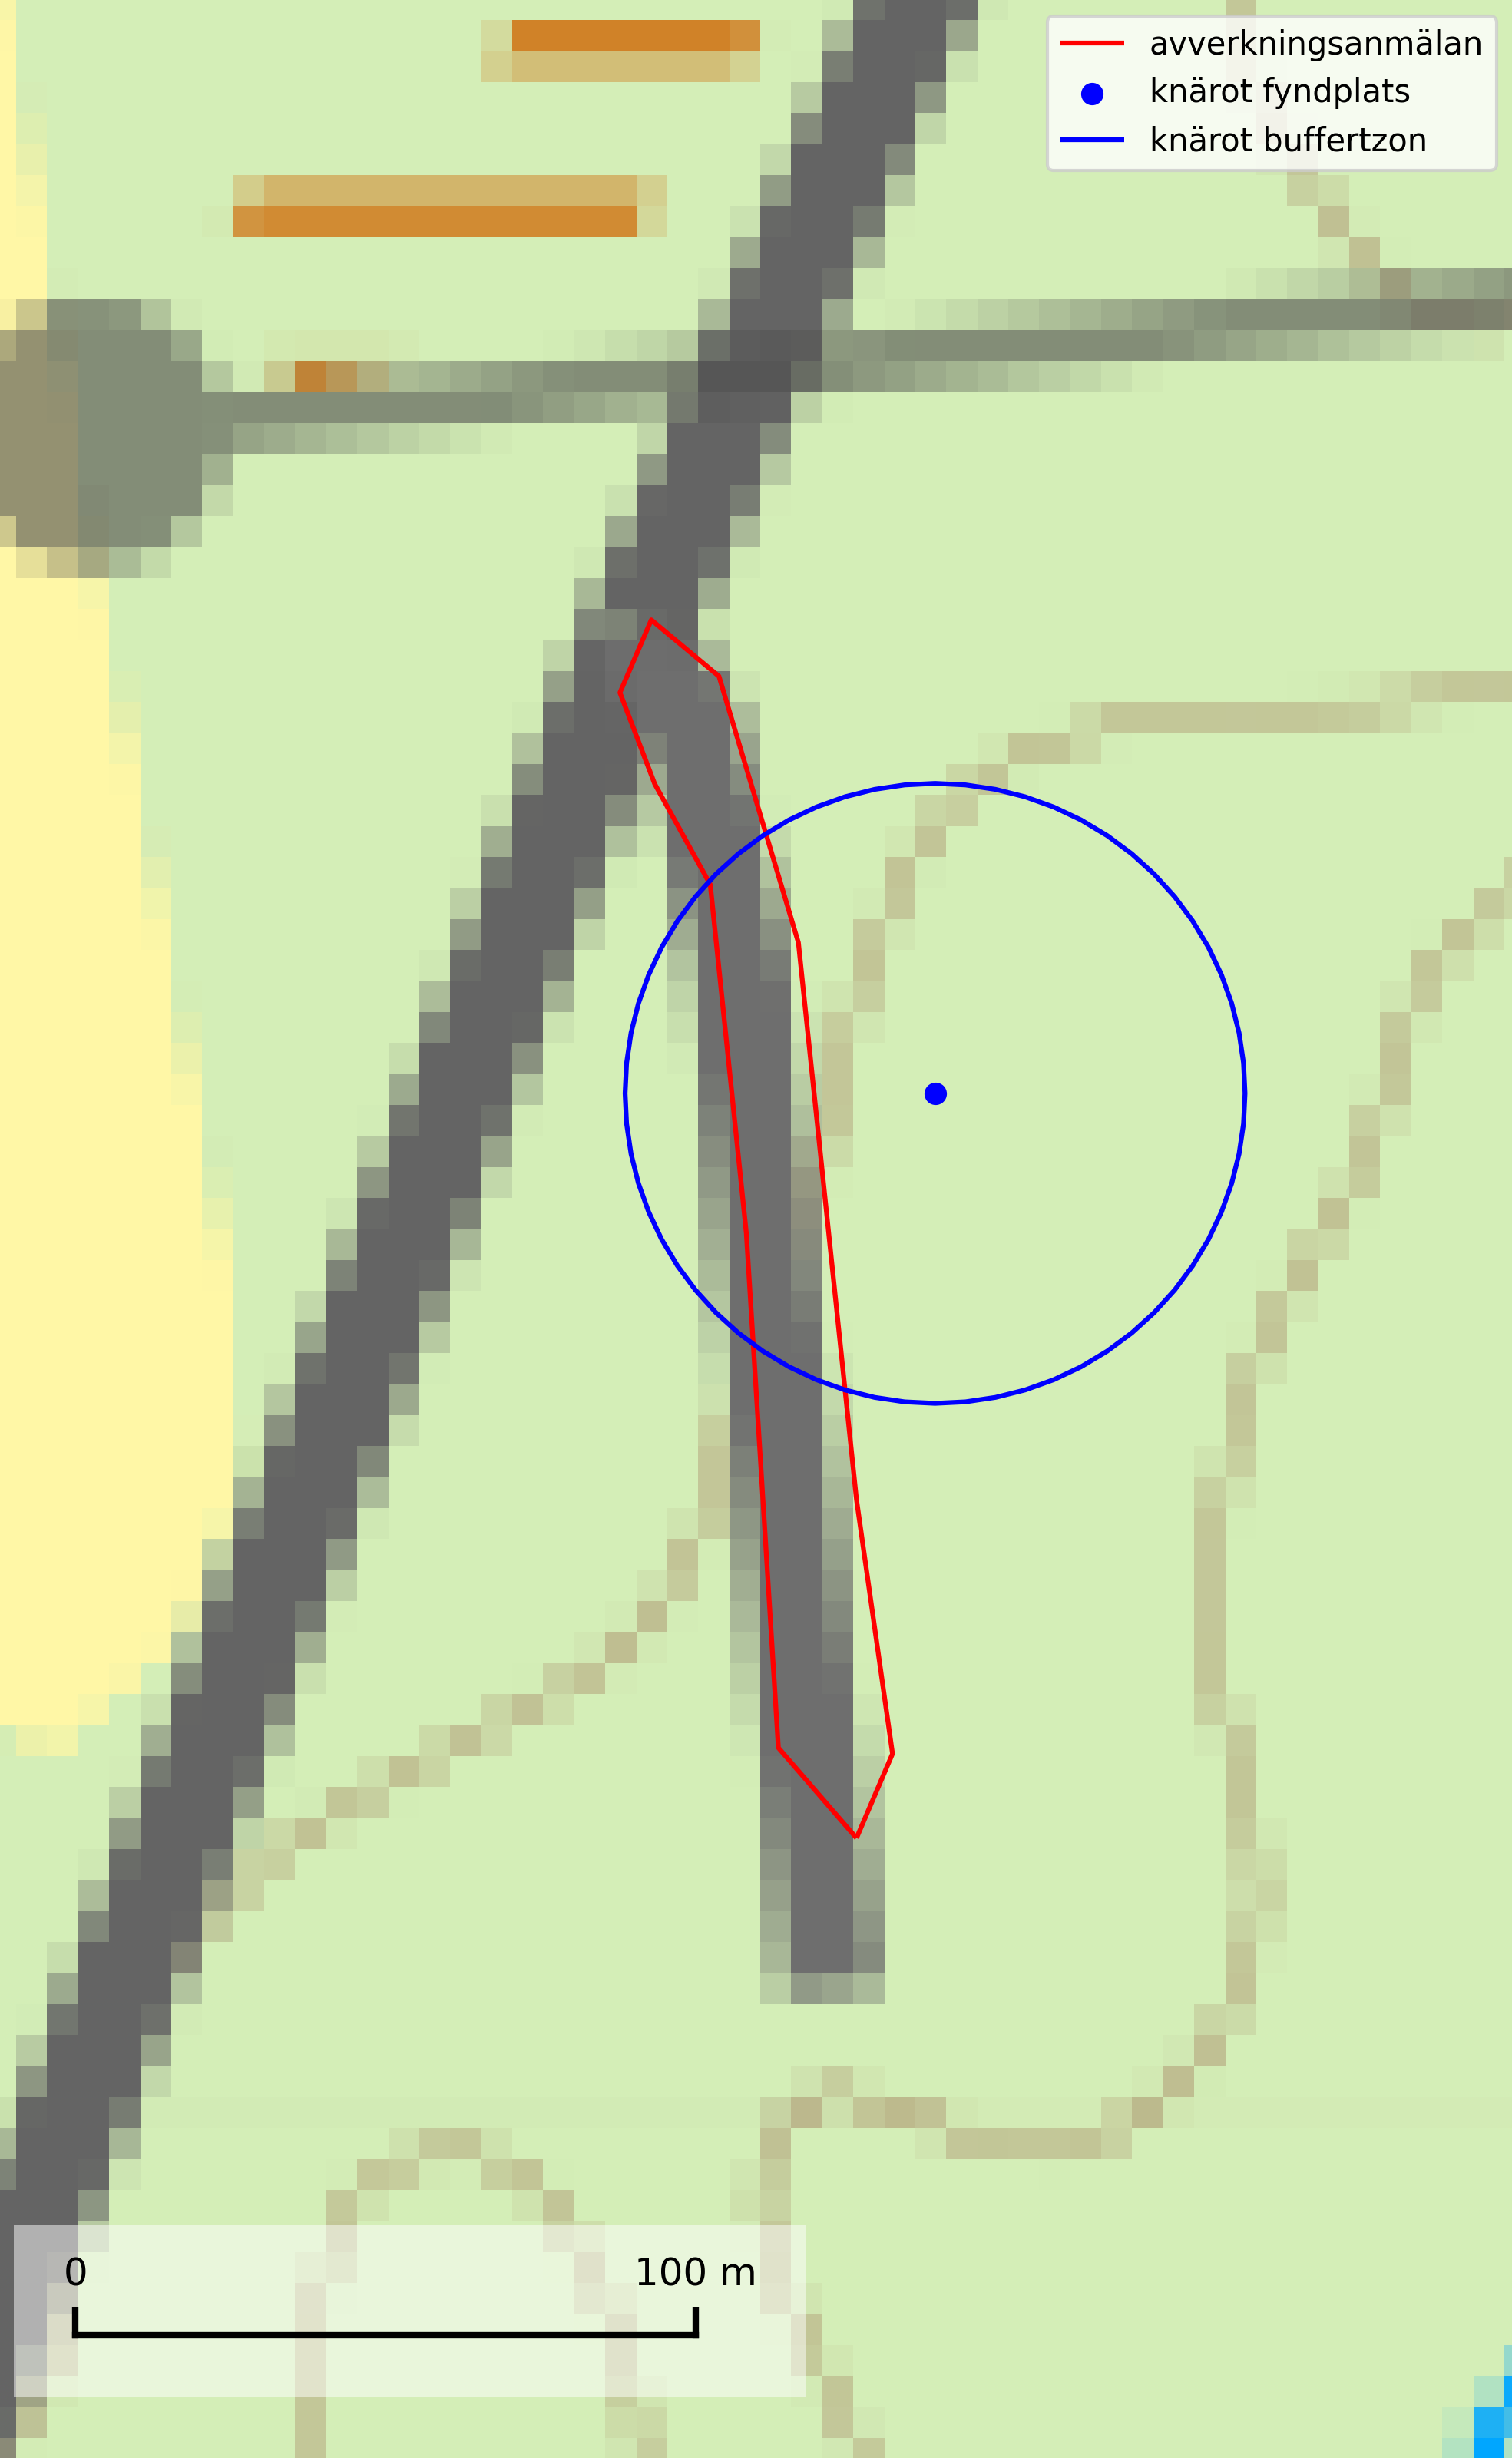 avverkningsanmälan
knärot fyndplats
knärot buffertzon
0 100 m